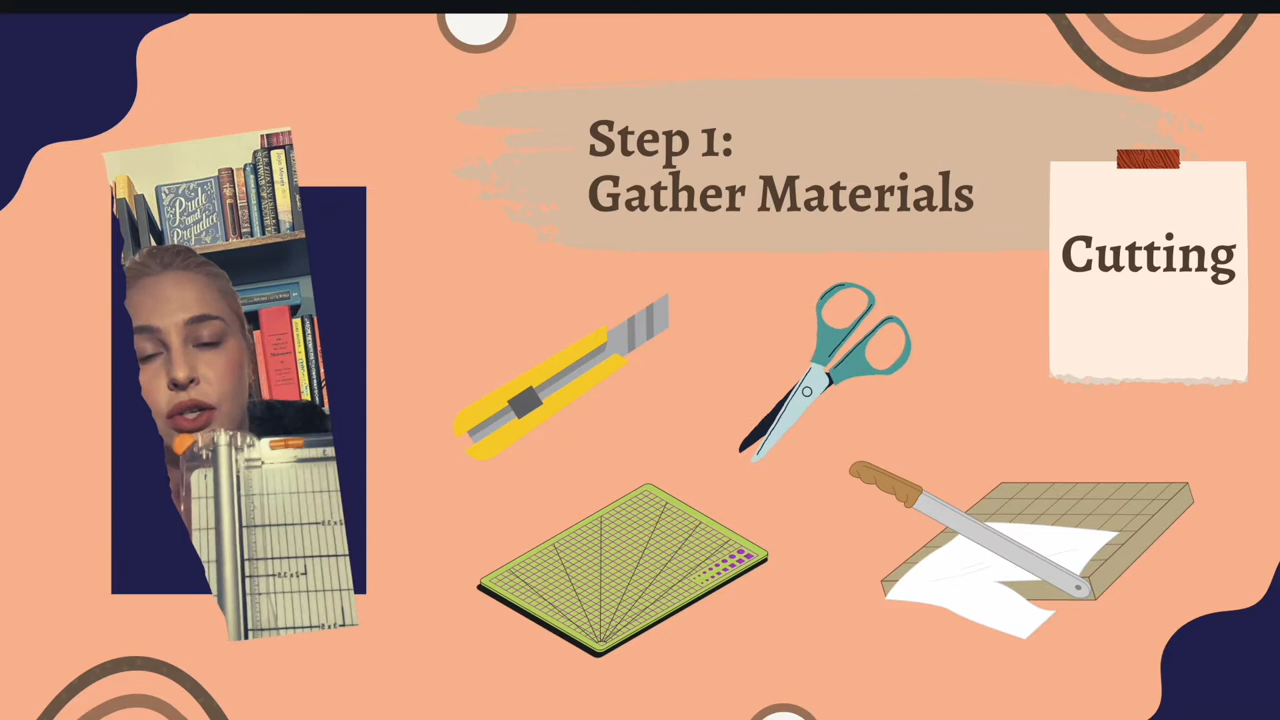 Step 1:
Gather Materials
Cutting
Pride
and
Prejudice